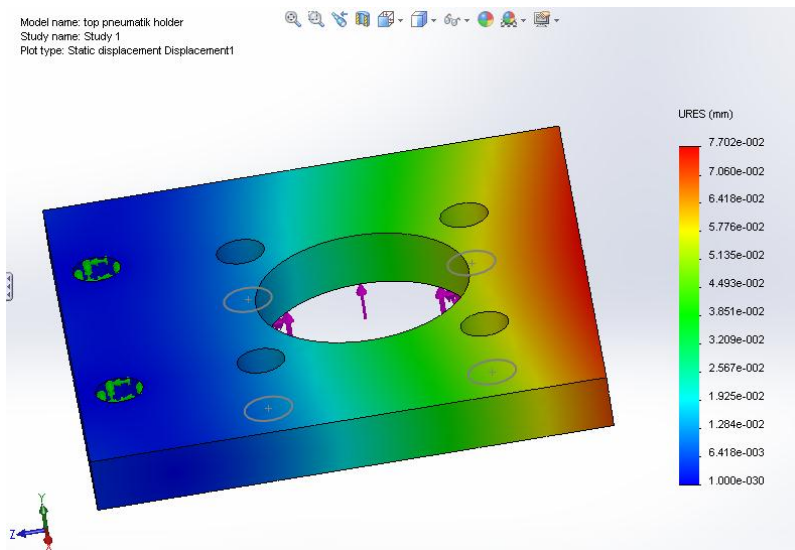 Model name: top pneumatik holder
Study name: Study 1
Plot type: Static displacement Displacement1
URES (mm)
7.702e-002
7.060e-002
6.418e-002
5.776e-002
5.135e-002
4.493e-002
3.851e-002
3.209e-002
2.567e-002
1.925e-002
1.284e-002
6.418e-003
1.000e-030
Y
Z
X